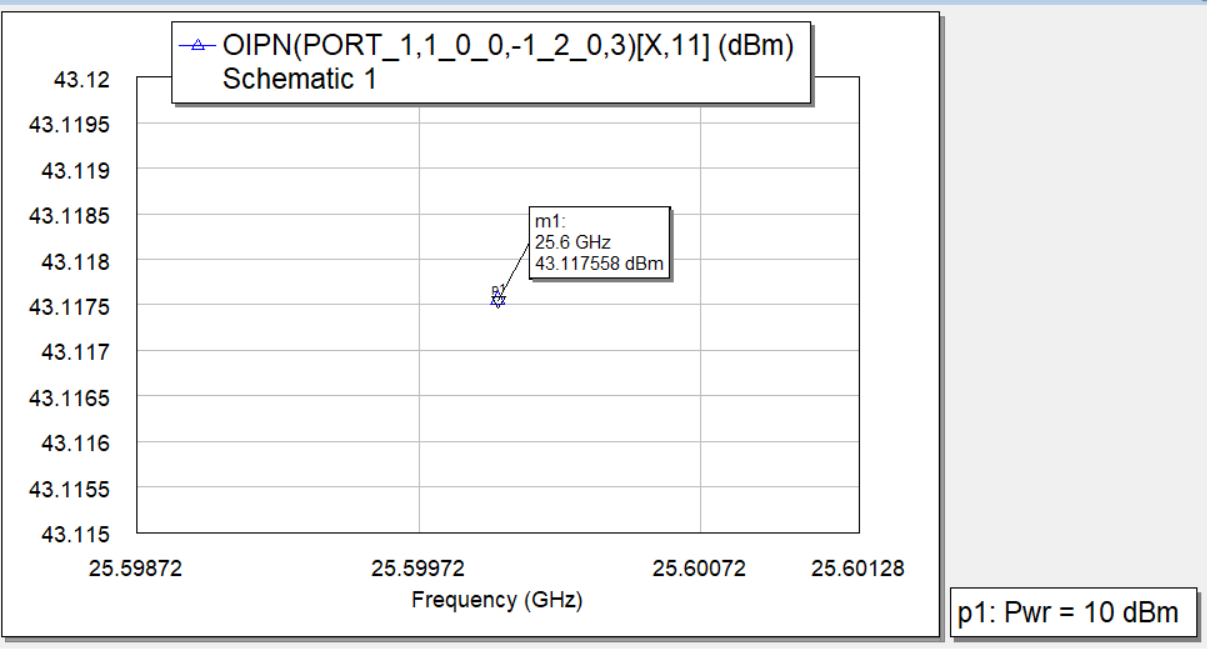 OIPN(PORT_1,1_0_0,-1_2_0,3)[X,11] (dBm)
Schematic 1
43.12
43.1195
43.119
43.1185
43.118
43.1175
43.117
43.1165
43.116
43.1155
43.115
m1:
25.6 GHz
43.117558 dBm
p1
25.59872
25.59972
25.60072
25.60128
Frequency (GHz)
p1: Pwr = 10 dBm